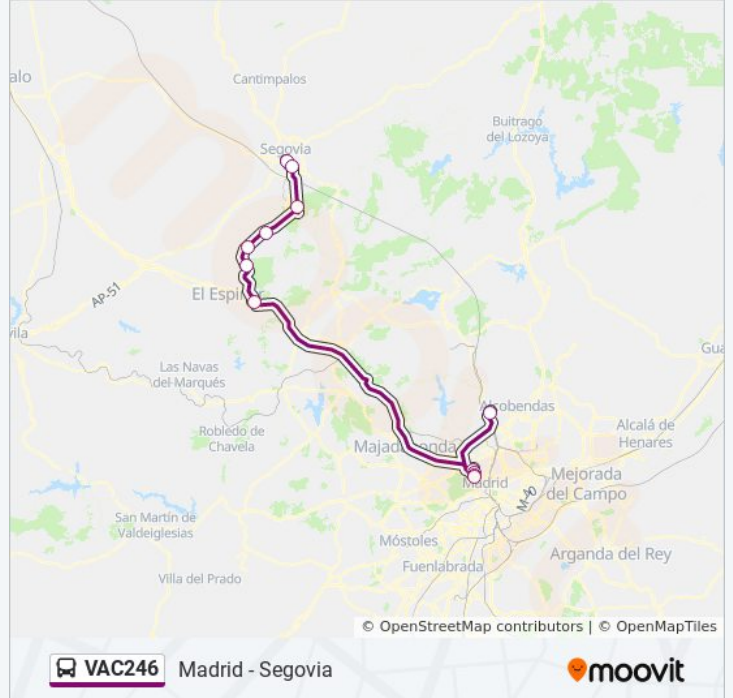 alo
Cantimpalos
Buitrago
del Lozoya
Segovia
AP-51
El Espinar
vila
Gua
Las Navas
del Marqués
Alcobendas
Robledo de
Chavela
Alcalá de
Henares
Majadahonda
Madrid
Mejorada
del Campo
M-40
San Martín de
Valdeiglesias
Móstoles
Arganda del Rey
Fuenlabrada
Villa del Prado
© OpenStreetMap contributors | © OpenMapTiles
VAC246 Madrid - Segovia
moovit